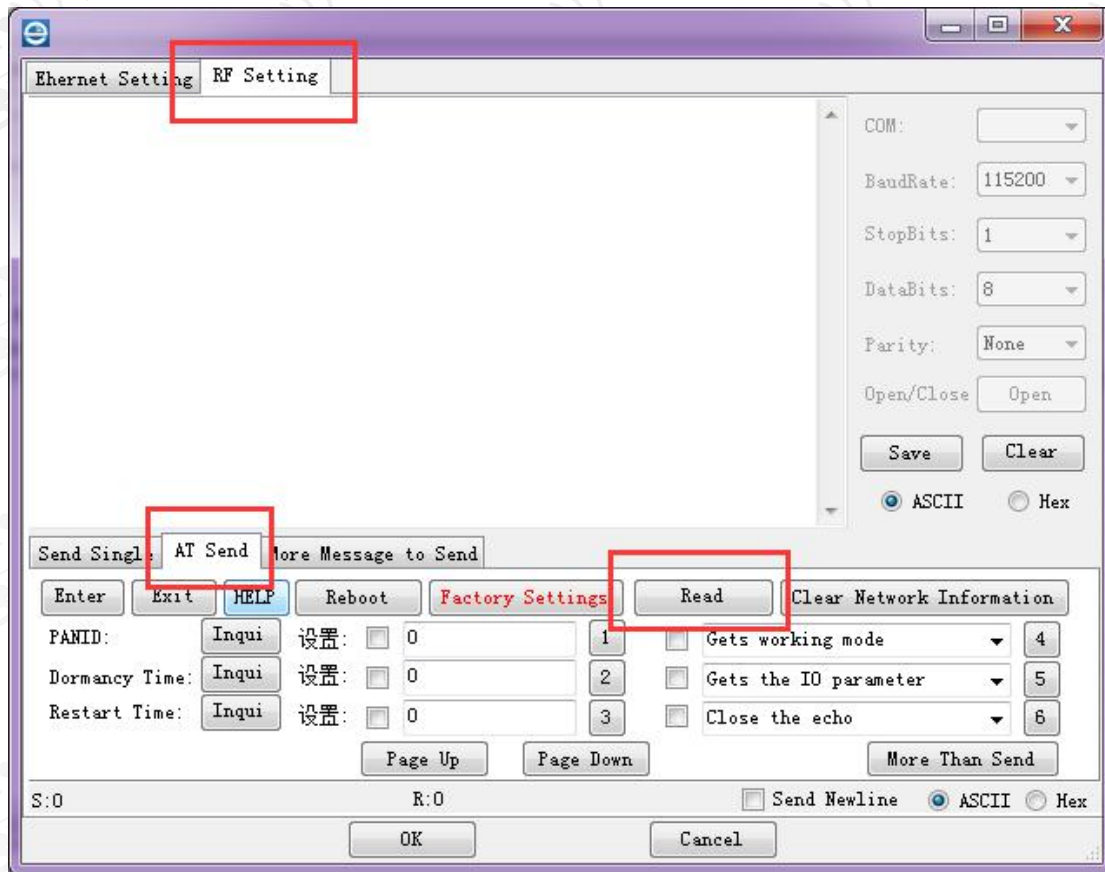 Ehernet Setting RF Setting
COM:
BaudRate: 115200
StopBits: 1
DataBits: 8
Parity: None
Open/Close Open
Save Clear
ASCII Hex
Send Single AT Send More Message to Send
Enter Exit HELP Reboot Factory Settings Read Clear Network Information
PANID: Inqui 设置: 0 1 Gets working mode 4
Dormancy Time: Inqui 设置: 0 2 Gets the IO parameter 5
Restart Time: Inqui 设置: 0 3 Close the echo 6
Page Up Page Down More Than Send
S:0 R:0 Send Newline ASCII Hex
OK Cancel